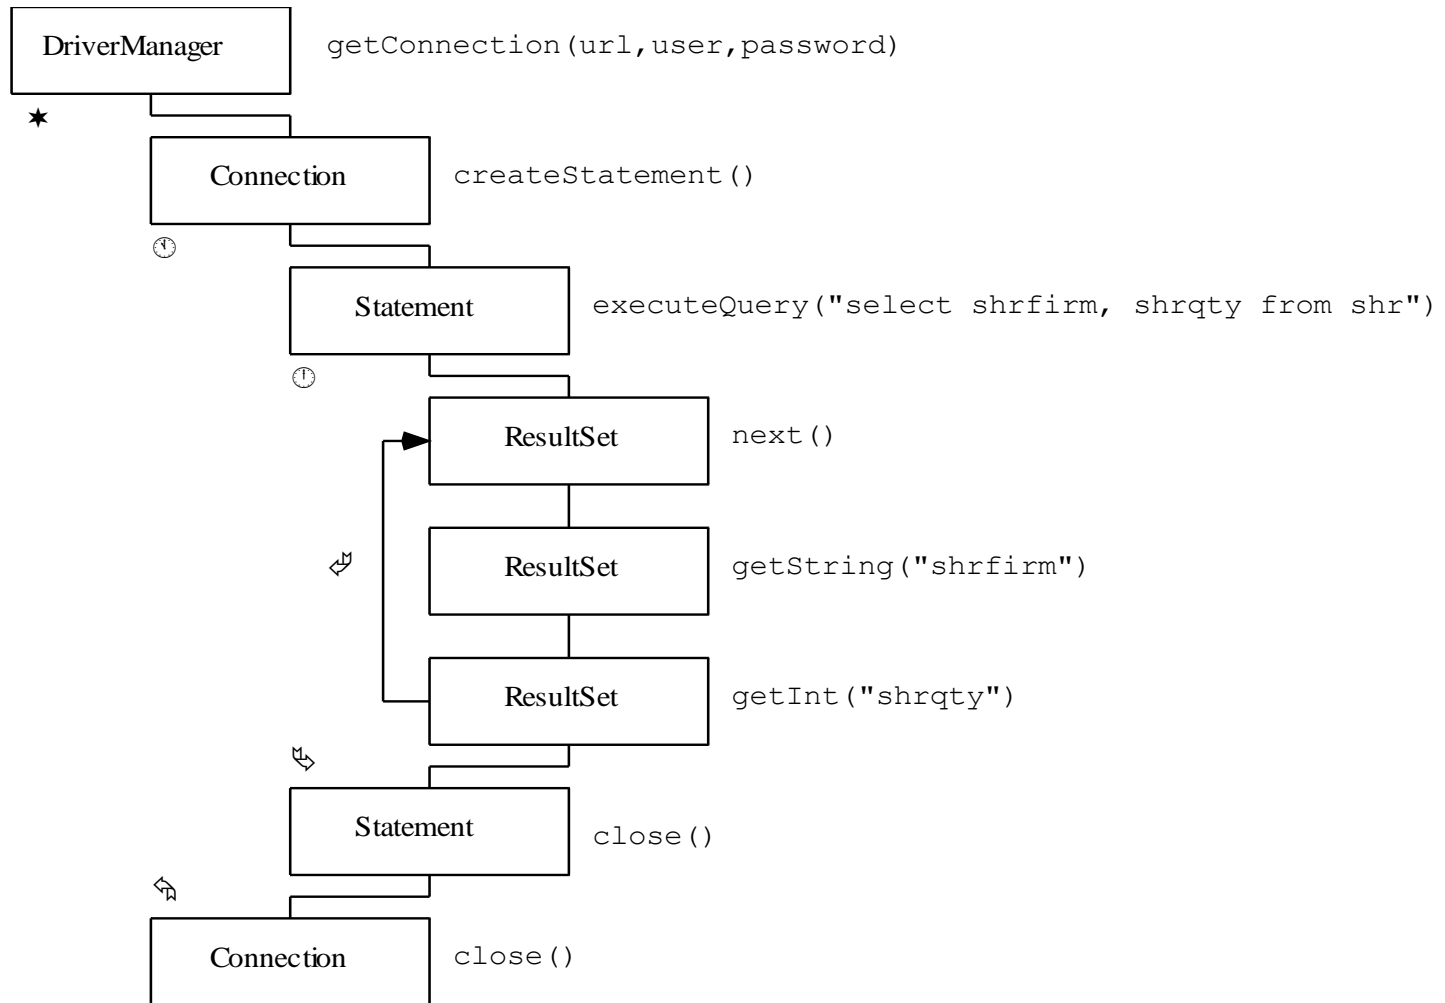 DriverManager getConnection(url,user,password)
Connection createStatement()
Statement executeQuery("select shrfirm, shrqty from shr")
ResultSet next()
ResultSet getString("shrfirm")
ResultSet getInt("shrqty")
Statement close()
Connection close()